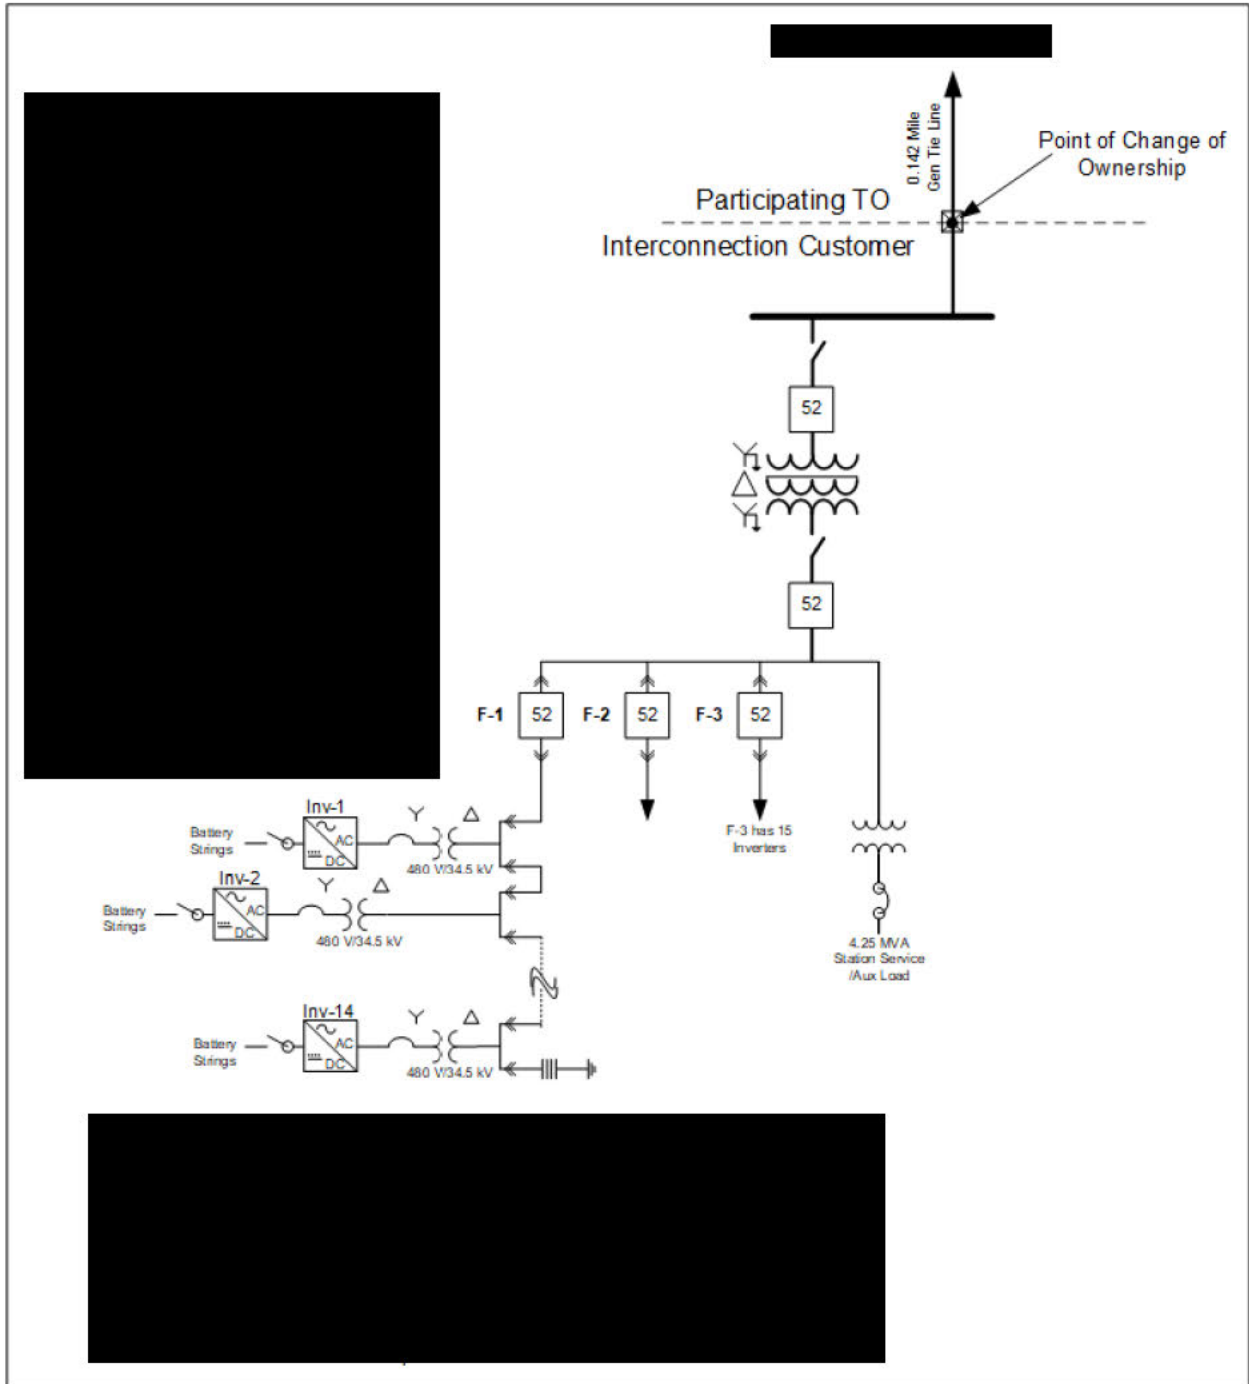 0.142 Mile
Gen Tie Line
Point of Change of
Ownership
Participating TO
Interconnection Customer
52
52
F-1
52
F-2
52
F-3
52
Inv-1
Battery
Strings
AC
DC
480 V/34.5 kV
F-3 has 15
Inverters
Inv-2
Battery
Strings
AC
DC
480 V/34.5 kV
4.25 MVA
Station Service
/Aux Load
Inv-14
Battery
Strings
AC
DC
480 V/34.5 kV